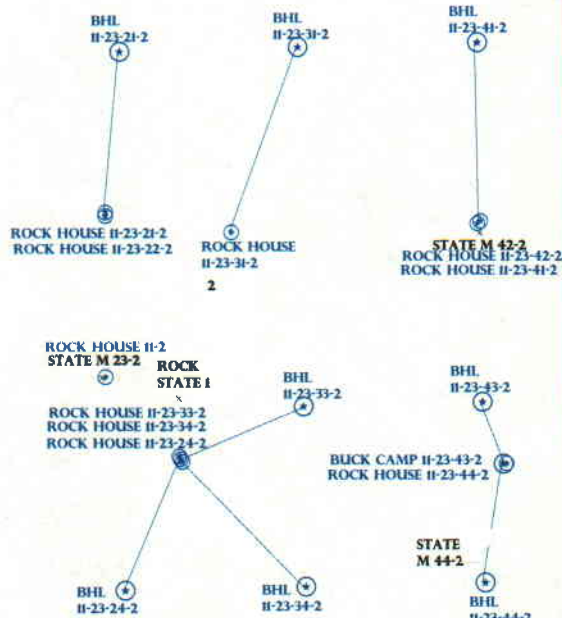 BHL
11-23-21-2
BHL
11-23-31-2
BHL
11-23-41-2
ROCK HOUSE 11-23-21-2
ROCK HOUSE 11-23-22-2
ROCK HOUSE
11-23-31-2
2
STATE M 42-2
ROCK HOUSE 11-23-42-2
ROCK HOUSE 11-23-41-2
ROCK HOUSE 11-2
STATE M 23-2
ROCK
STATE 1
BHL
11-23-33-2
BHL
11-23-43-2
ROCK HOUSE 11-23-33-2
ROCK HOUSE 11-23-34-2
ROCK HOUSE 11-23-24-2
BUCK CAMP 11-23-43-2
ROCK HOUSE 11-23-44-2
STATE
M 44-2
BHL
11-23-24-2
BHL
11-23-34-2
BHL
11-23-44-2